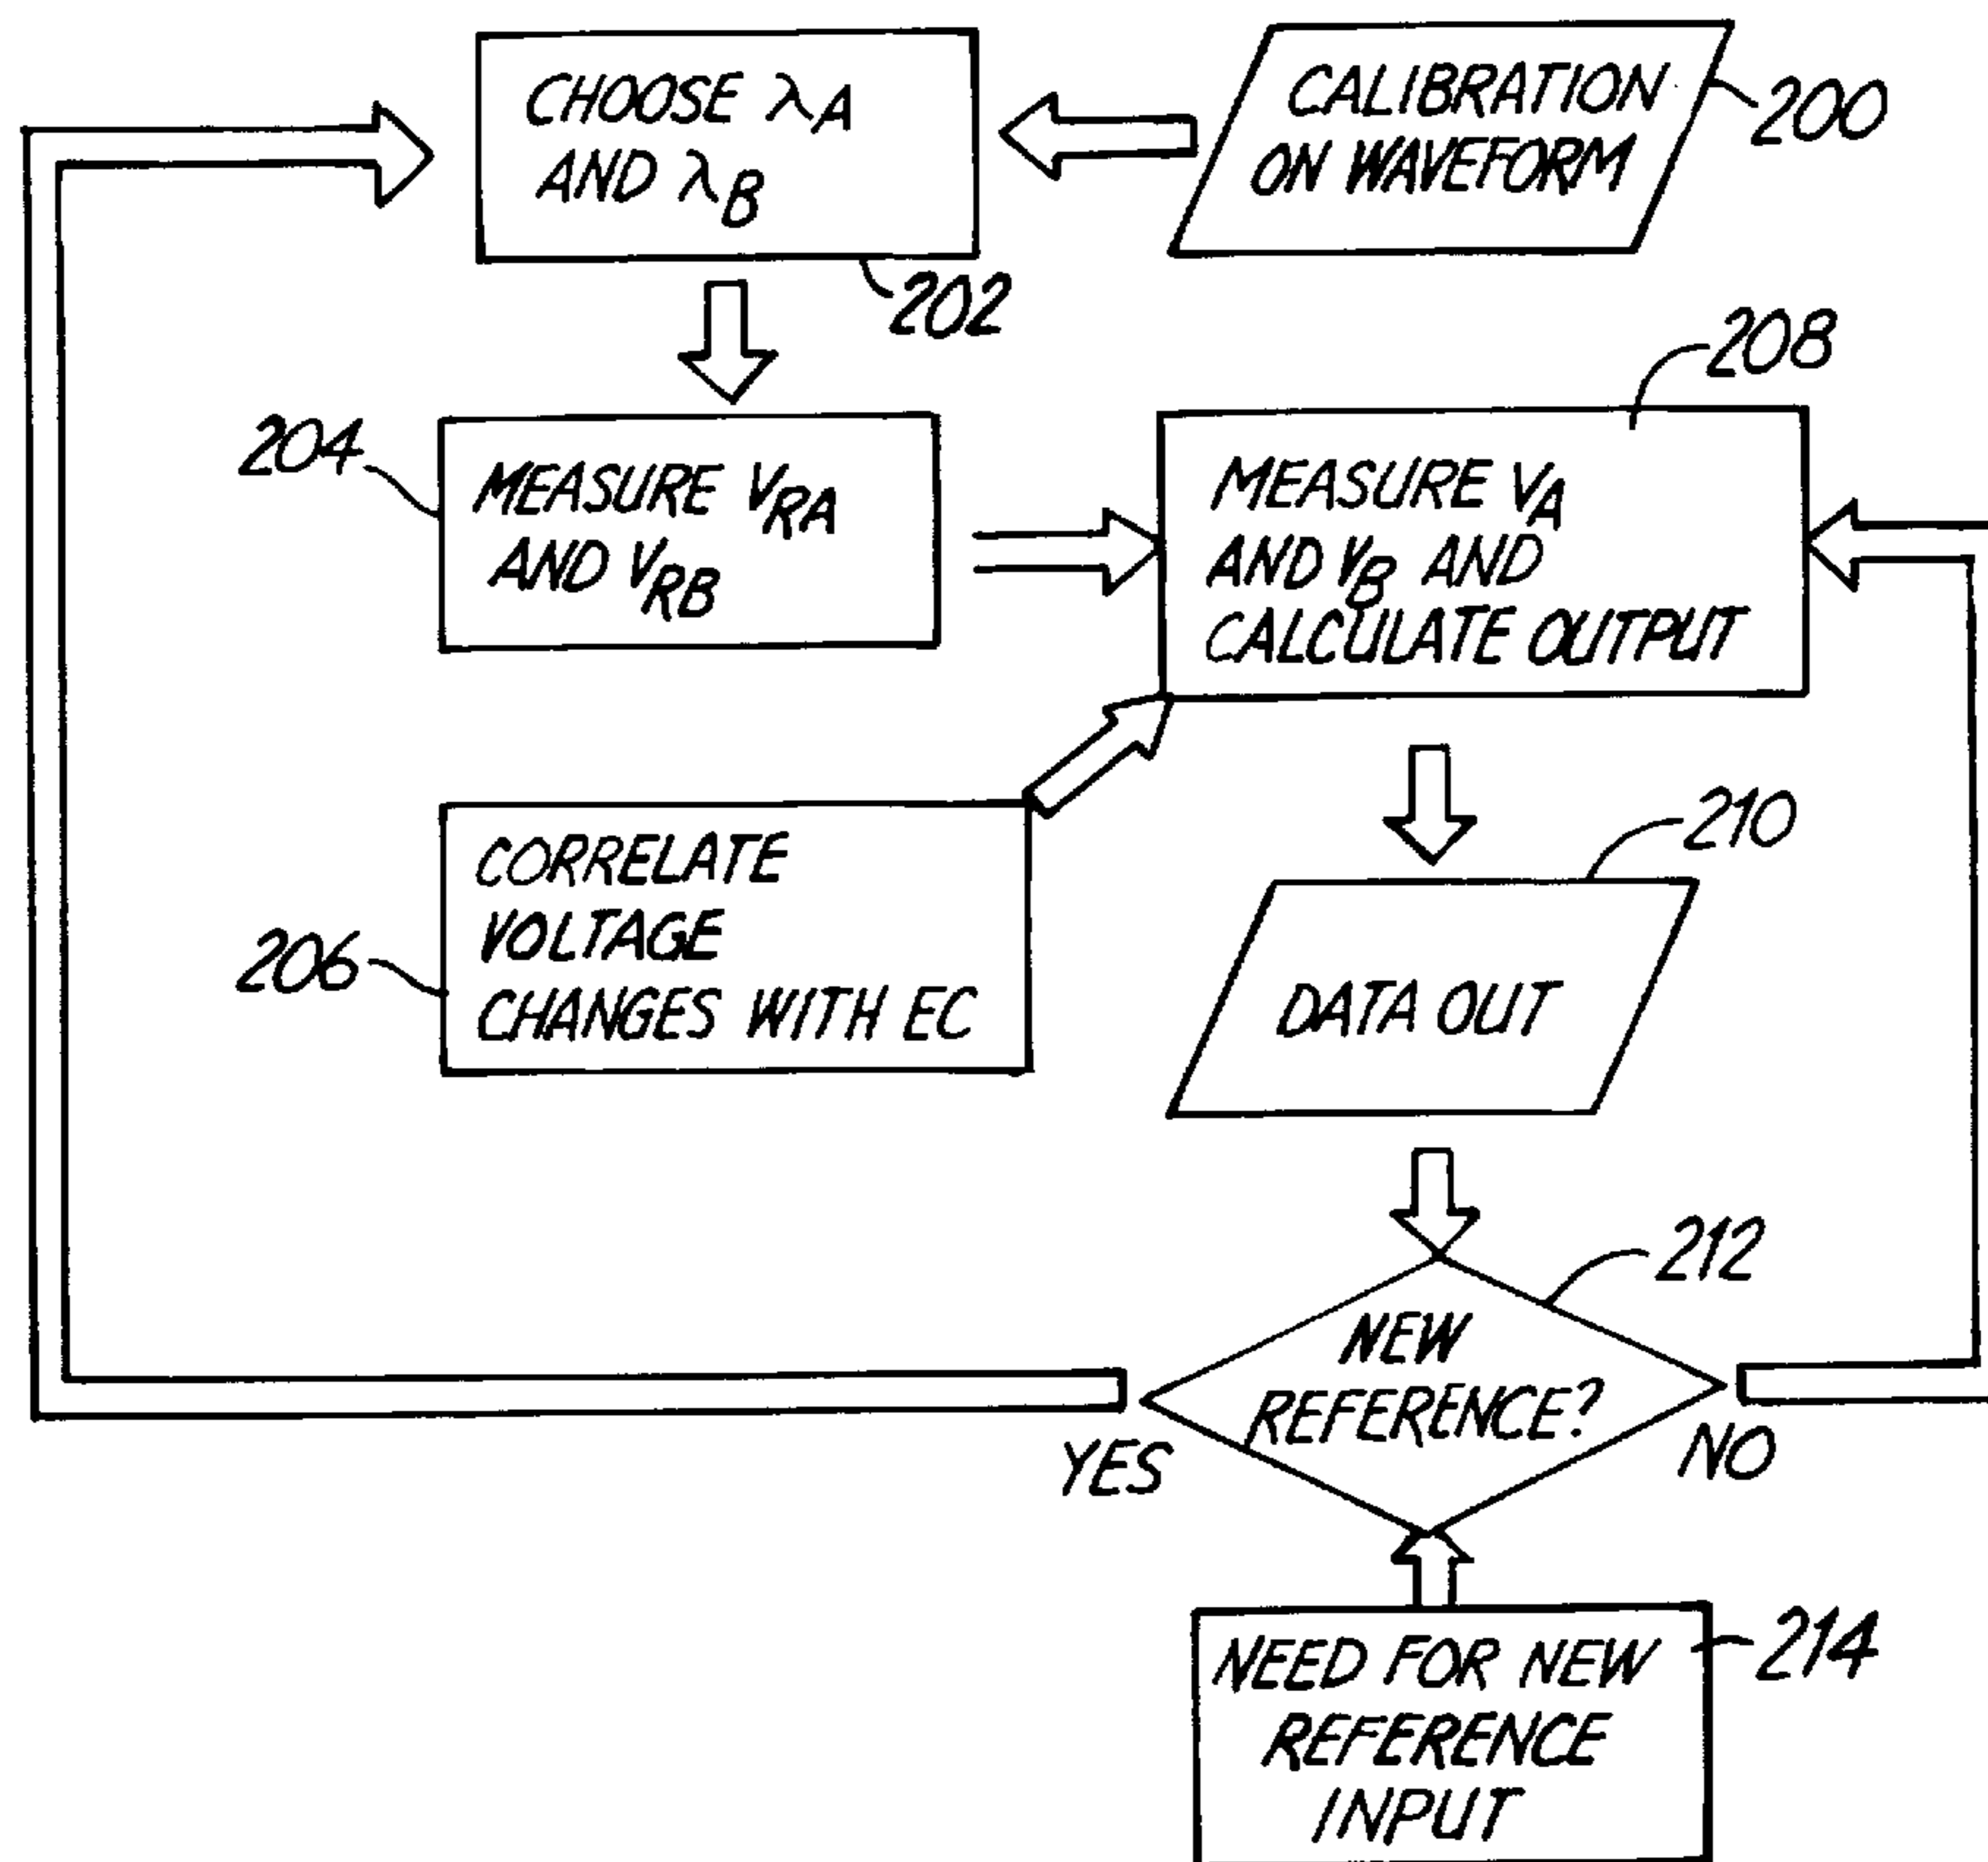 CHOOSE λA
AND λB
202
CALIBRATION
ON WAVEFORM
200
204
MEASURE VRA
AND VRB
208
MEASURE VA
AND VB AND
CALCULATE OUTPUT
206
CORRELATE
VOLTAGE
CHANGES WITH EC
210
DATA OUT
212
NEW
REFERENCE?
YES
NO
214
NEED FOR NEW
REFERENCE
INPUT